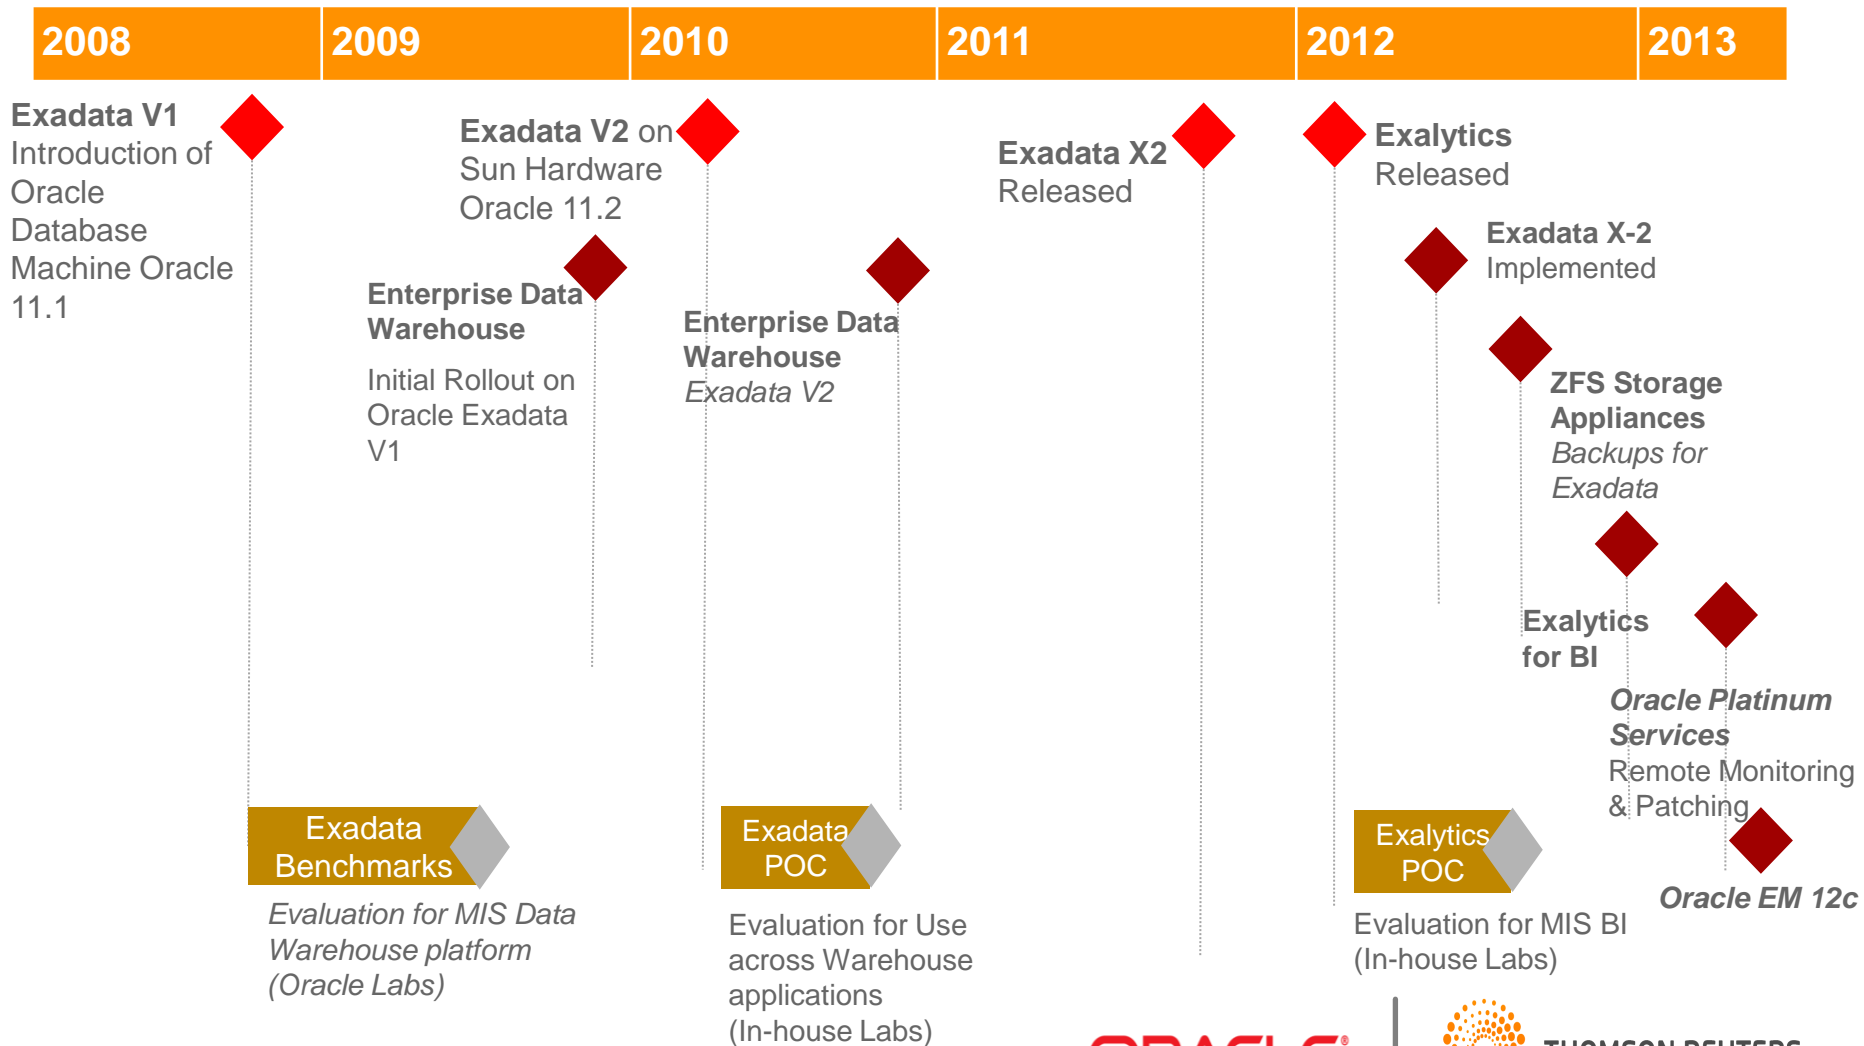 2008
2009
2010
2011
2012
2013
Exadata V1
Introduction of
Oracle
Database
Machine Oracle
11.1
Exadata V2 on
Sun Hardware
Oracle 11.2
Exadata X2
Released
Exalytics
Released
Enterprise Data
Warehouse
Initial Rollout on
Oracle Exadata
V1
Enterprise Data
Warehouse
Exadata V2
Exadata X-2
Implemented
ZFS Storage
Appliances
Backups for
Exadata
Exalytics
for BI
Oracle Platinum
Services
Remote Monitoring
& Patching
Oracle EM 12c
Exadata
Benchmarks
Evaluation for MIS Data
Warehouse platform
(Oracle Labs)
Exadata
POC
Evaluation for Use
across Warehouse
applications
(In-house Labs)
Exalytics
POC
Evaluation for MIS BI
(In-house Labs)
ORACLE®
THOMSON REUTERS